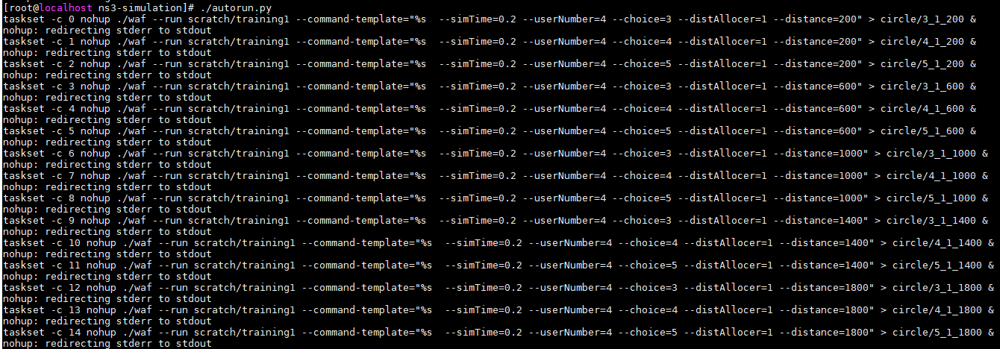 [root@localhost ns3-simulation]# ./autorun.py
taskset -c 0 nohup ./waf --run scratch/training1 --command-template="%s  --simTime=0.2 --userNumber=4 --choice=3 --distAllocer=1 --distance=200" > circle/3_1_200 &
nohup: redirecting stderr to stdout
taskset -c 1 nohup ./waf --run scratch/training1 --command-template="%s  --simTime=0.2 --userNumber=4 --choice=4 --distAllocer=1 --distance=200" > circle/4_1_200 &
nohup: redirecting stderr to stdout
taskset -c 2 nohup ./waf --run scratch/training1 --command-template="%s  --simTime=0.2 --userNumber=4 --choice=5 --distAllocer=1 --distance=200" > circle/5_1_200 &
nohup: redirecting stderr to stdout
taskset -c 3 nohup ./waf --run scratch/training1 --command-template="%s  --simTime=0.2 --userNumber=4 --choice=3 --distAllocer=1 --distance=600" > circle/3_1_600 &
nohup: redirecting stderr to stdout
taskset -c 4 nohup ./waf --run scratch/training1 --command-template="%s  --simTime=0.2 --userNumber=4 --choice=4 --distAllocer=1 --distance=600" > circle/4_1_600 &
nohup: redirecting stderr to stdout
taskset -c 5 nohup ./waf --run scratch/training1 --command-template="%s  --simTime=0.2 --userNumber=4 --choice=5 --distAllocer=1 --distance=600" > circle/5_1_600 &
nohup: redirecting stderr to stdout
taskset -c 6 nohup ./waf --run scratch/training1 --command-template="%s  --simTime=0.2 --userNumber=4 --choice=3 --distAllocer=1 --distance=1000" > circle/3_1_1000 &
nohup: redirecting stderr to stdout
taskset -c 7 nohup ./waf --run scratch/training1 --command-template="%s  --simTime=0.2 --userNumber=4 --choice=4 --distAllocer=1 --distance=1000" > circle/4_1_1000 &
nohup: redirecting stderr to stdout
taskset -c 8 nohup ./waf --run scratch/training1 --command-template="%s  --simTime=0.2 --userNumber=4 --choice=5 --distAllocer=1 --distance=1000" > circle/5_1_1000 &
nohup: redirecting stderr to stdout
taskset -c 9 nohup ./waf --run scratch/training1 --command-template="%s  --simTime=0.2 --userNumber=4 --choice=3 --distAllocer=1 --distance=1400" > circle/3_1_1400 &
nohup: redirecting stderr to stdout
taskset -c 10 nohup ./waf --run scratch/training1 --command-template="%s  --simTime=0.2 --userNumber=4 --choice=4 --distAllocer=1 --distance=1400" > circle/4_1_1400 &
nohup: redirecting stderr to stdout
taskset -c 11 nohup ./waf --run scratch/training1 --command-template="%s  --simTime=0.2 --userNumber=4 --choice=5 --distAllocer=1 --distance=1400" > circle/5_1_1400 &
nohup: redirecting stderr to stdout
taskset -c 12 nohup ./waf --run scratch/training1 --command-template="%s  --simTime=0.2 --userNumber=4 --choice=3 --distAllocer=1 --distance=1800" > circle/3_1_1800 &
nohup: redirecting stderr to stdout
taskset -c 13 nohup ./waf --run scratch/training1 --command-template="%s  --simTime=0.2 --userNumber=4 --choice=4 --distAllocer=1 --distance=1800" > circle/4_1_1800 &
nohup: redirecting stderr to stdout
taskset -c 14 nohup ./waf --run scratch/training1 --command-template="%s  --simTime=0.2 --userNumber=4 --choice=5 --distAllocer=1 --distance=1800" > circle/5_1_1800 &
nohup: redirecting stderr to stdout